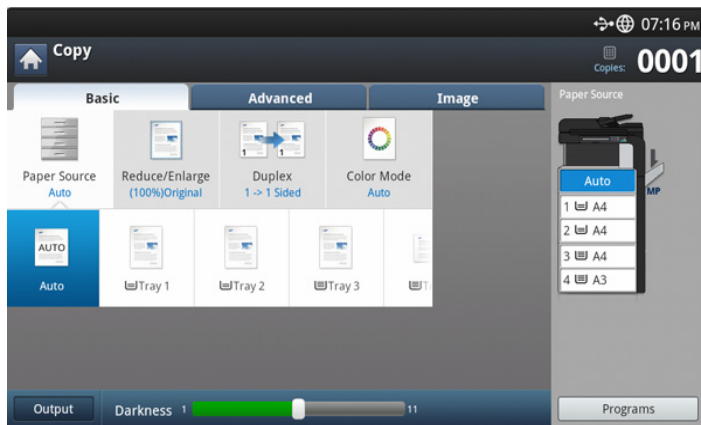 07:16 PM
Copy
Copies: 0001
Basic Advanced Image
Paper Source
Paper Source Reduce/Enlarge Duplex Color Mode
Auto (100%)Original 1 -> 1 Sided Auto
1 1
AUTO
Auto Tray 1 Tray 2 Tray 3
Auto
MP
1 A4
2 A4
3 A4
4 A3
Output Darkness 1 11
Programs